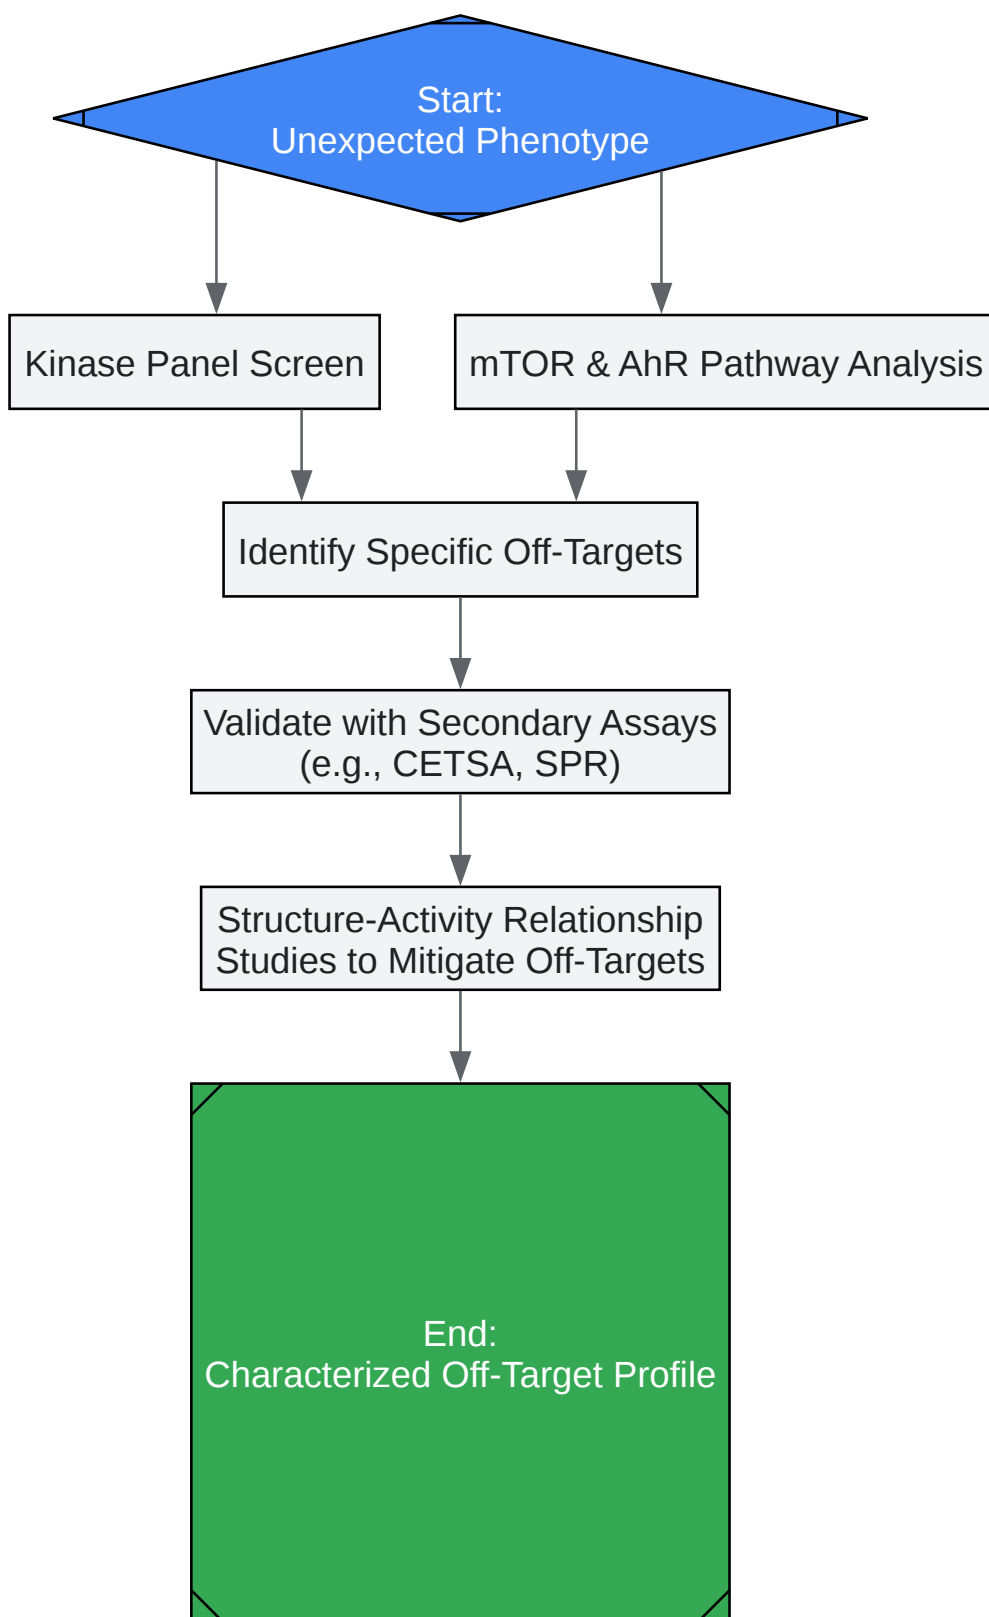 Start:
Unexpected Phenotype
Kinase Panel Screen
mTOR & AhR Pathway Analysis
Identify Specific Off-Targets
Validate with Secondary Assays
(e.g., CETSA, SPR)
Structure-Activity Relationship
Studies to Mitigate Off-Targets
End:
Characterized Off-Target Profile